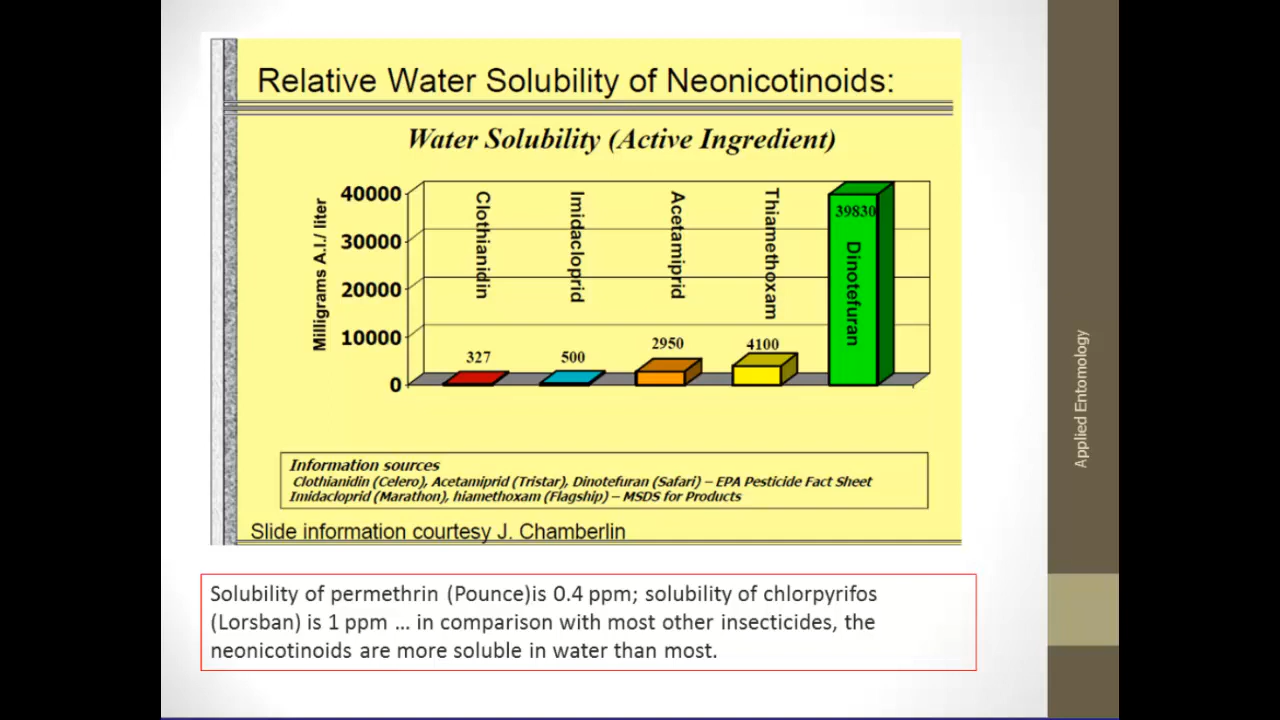 Relative Water Solubility of Neonicotinoids:
Water Solubility (Active Ingredient)
Milligrams A.I./ liter
40000
30000
20000
10000
0
Clothianidin
Imidacloprid
Acetamiprid
Thiamethoxam
Dinotefuran
327
500
2950
4100
39830
Information sources
Clothianidin (Celero), Acetamiprid (Tristar), Dinotefuran (Safari) – EPA Pesticide Fact Sheet
Imidacloprid (Marathon), hiamethoxam (Flagship) – MSDS for Products
Slide information courtesy J. Chamberlin
Solubility of permethrin (Pounce)is 0.4 ppm; solubility of chlorpyrifos
(Lorsban) is 1 ppm … in comparison with most other insecticides, the
neonicotinoids are more soluble in water than most.
Applied Entomology